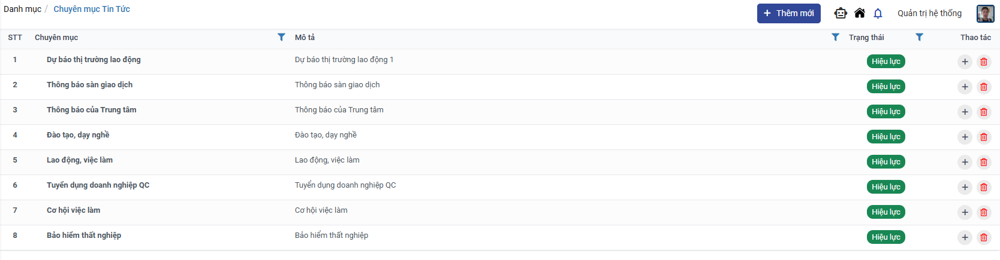 Danh mục / Chuyên mục Tin Tức
+ Thêm mới
Quản trị hệ thống
STT Chuyên mục Mô tả Trạng thái Thao tác
1 Dự báo thị trường lao động Dự báo thị trường lao động 1 Hiệu lực
2 Thông báo sàn giao dịch Thông báo sàn giao dịch Hiệu lực
3 Thông báo của Trung tâm Thông báo của Trung tâm Hiệu lực
4 Đào tạo, dạy nghề Đào tạo, dạy nghề Hiệu lực
5 Lao động, việc làm Lao động, việc làm Hiệu lực
6 Tuyển dụng doanh nghiệp QC Tuyển dụng doanh nghiệp QC Hiệu lực
7 Cơ hội việc làm Cơ hội việc làm Hiệu lực
8 Bảo hiểm thất nghiệp Bảo hiểm thất nghiệp Hiệu lực